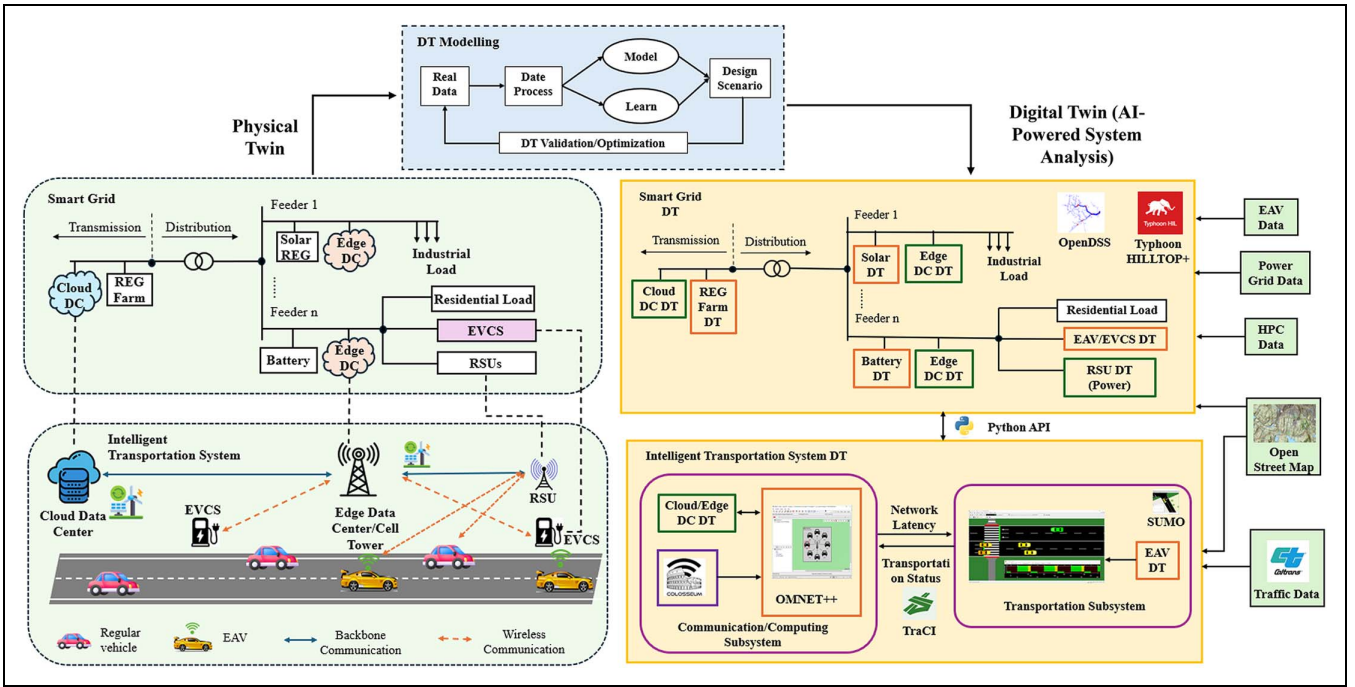 DT Modelling
Real
Data
Date
Process
Model
Learn
Design
Scenario
DT Validation/Optimization
Physical
Twin
Digital Twin (AI-
Powered System
Analysis)
Smart Grid
Transmission
Distribution
Feeder 1
Solar
REG
Edge
DC
Industrial
Load
Cloud
DC
REG
Farm
Feeder n
Battery
Edge
DC
Residential Load
EVCS
RSUs
Intelligent
Transportation System
Cloud Data
Center
EVCS
Edge Data
Center/Cell
Tower
RSU
EVCS
Regular
vehicle
EAV
Backbone
Communication
Wireless
Communication
Smart Grid
DT
Transmission
Distribution
Feeder 1
Solar
DT
Edge
DC DT
Industrial
Load
OpenDSS
Typhoon HIL
Typhoon
HILLTOP+
Cloud
DC DT
REG
Farm
DT
Feeder n
Battery
DT
Edge
DC DT
Residential Load
EAV/EVCS DT
RSU DT
(Power)
Python API
Intelligent Transportation System DT
Cloud/Edge
DC DT
COLOSSEUM
OMNET++
Communication/Computing
Subsystem
Network
Latency
Transportati
on Status
TraCI
SUMO
EAV
DT
Transportation Subsystem
EAV
Data
Power
Grid Data
HPC
Data
Open
Street Map
Caltrans
Traffic Data